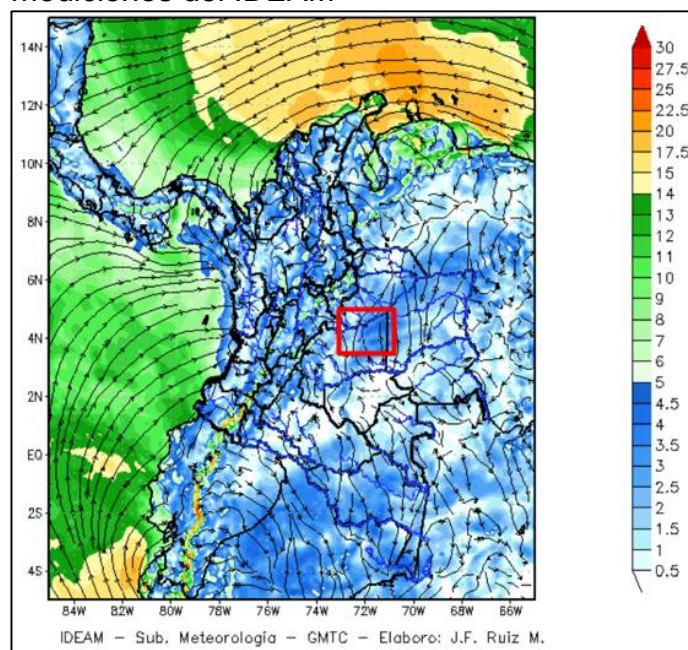 mediciones del IDEAM
14N
12N
10N
8N
6N
4N
2N
EQ
2S
4S
84W 82W 80W 78W 76W 74W 72W 70W 68W 66W
30
27.5
25
22.5
20
17.5
15
14
13
12
11
10
9
8
7
6
5
4.5
4
3.5
3
2.5
2
1.5
1
0.5
IDEAM – Sub. Meteorologia – GMTC – Elaboro: J.F. Ruiz M.